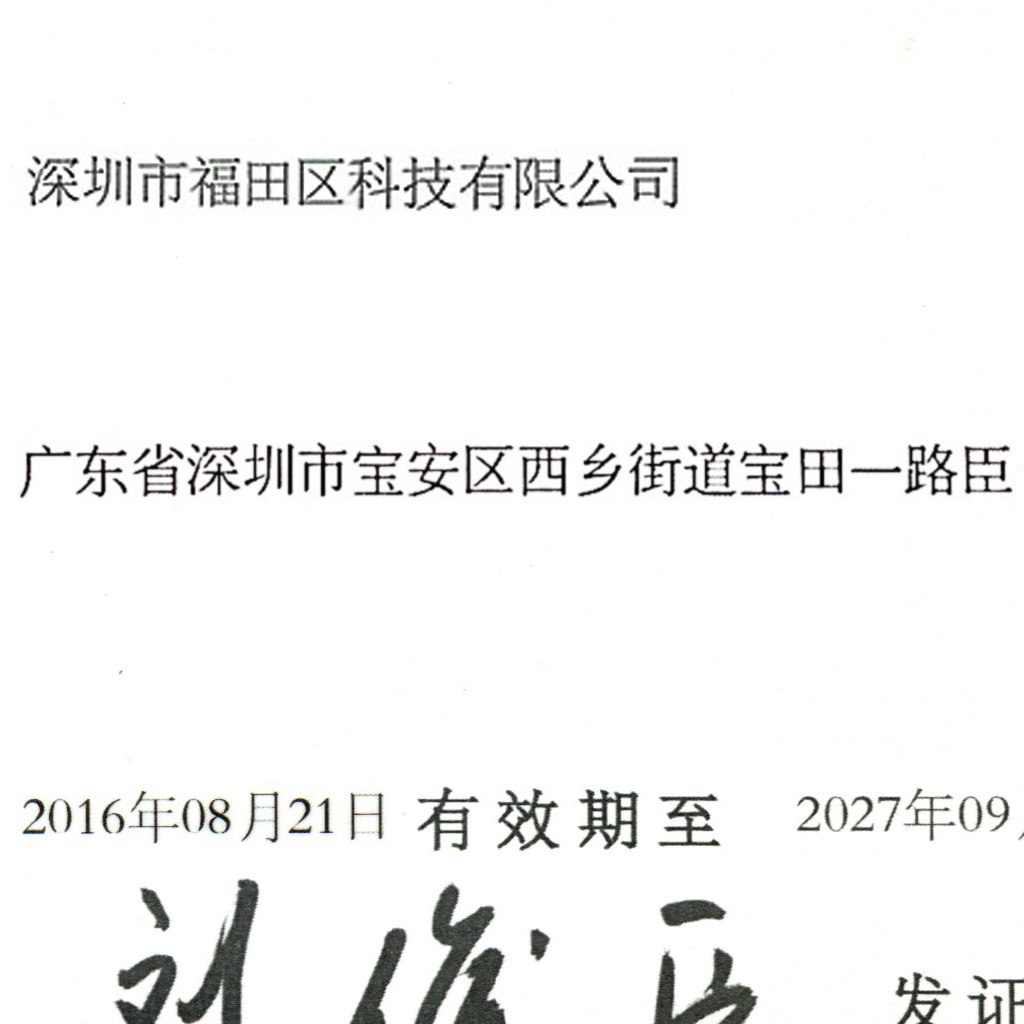 深圳市福田区科技有限公司
广东省深圳市宝安区西乡街道宝田一路臣
2016年08月21日 有效期至 2027年09
发证